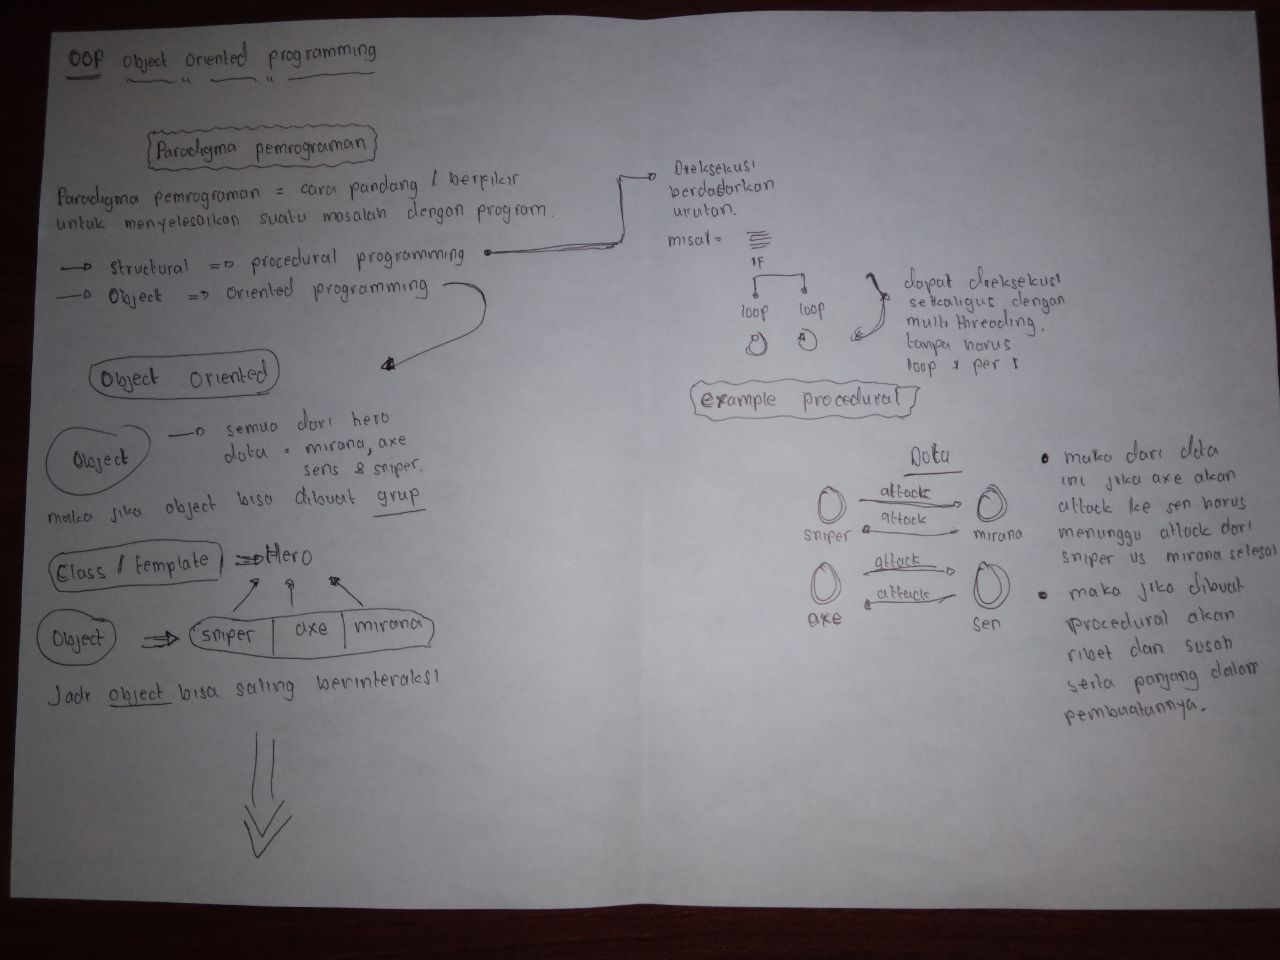 OOP Object Oriented programming
Paradigma pemrograman
Paradigma pemrograman = cara pandang / berfikir
untuk menyelesaikan suatu masalah dengan program.
Structural => procedural programming
Object => Oriented programming
Object Oriented
Object
semua dari hero
dota = mirana, axe
sens & sniper.
maka jika object bisa dibuat grup
Class / template => Hero
Object => sniper axe mirana
Jadi object bisa saling berinteraksi
Dieksekusi
berdasarkan
urutan.
misal =
IF
loop loop
dapat dieksekusi
sekaligus dengan
multi threading.
tanpa harus
loop 1 per 1
example procedural
Dota
attack
attack
sniper mirana
attack
attack
axe sen
maka dari dota
ini jika axe akan
attack ke sen harus
menunggu attack dari
sniper vs mirana selesai
maka jika dibuat
procedural akan
ribet dan susah
serta panjang dalam
pembuatannya.